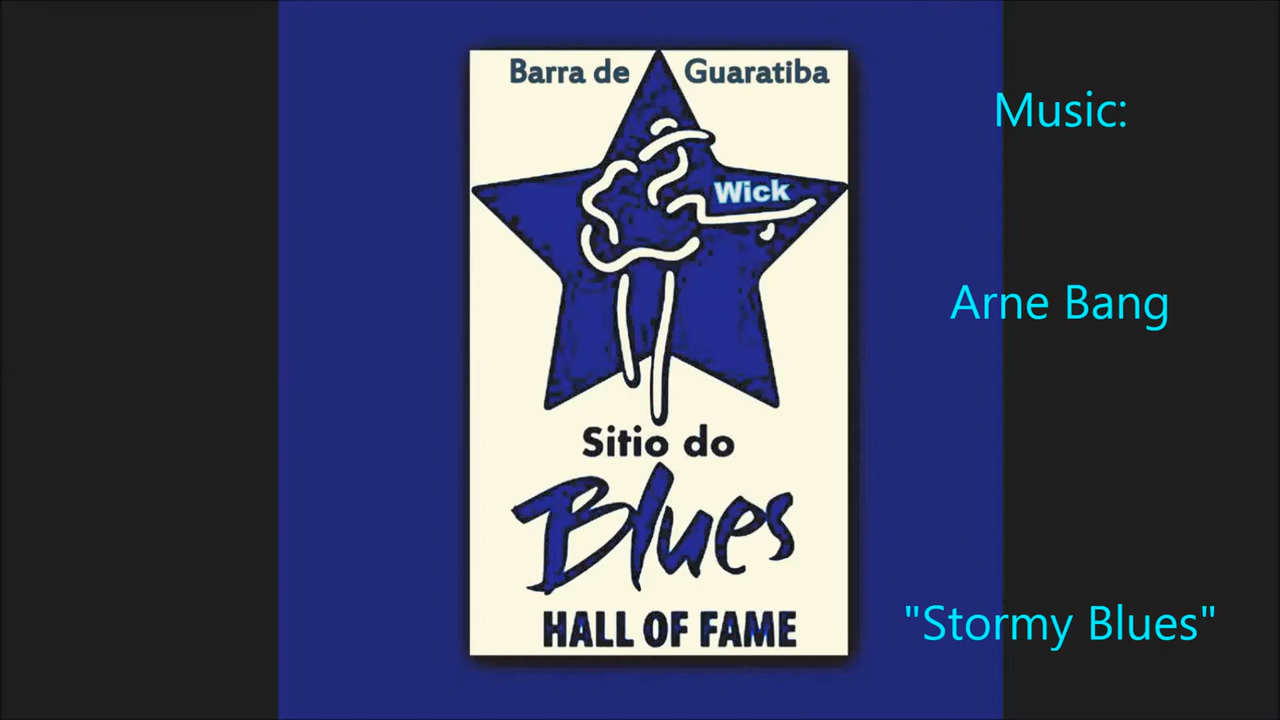 Barra de Guaratiba
Wick
Sitio do
Blues
HALL OF FAME
Music:
Arne Bang
"Stormy Blues"